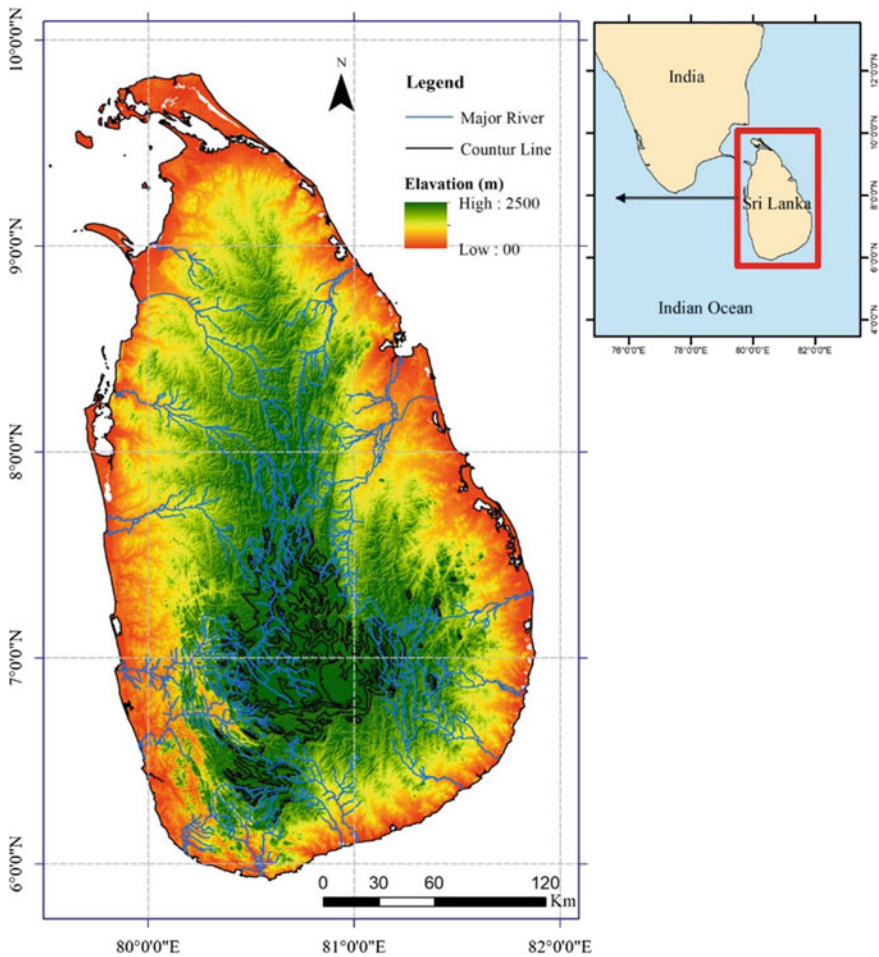 10°0'0"N
9°0'0"N
8°0'0"N
7°0'0"N
6°0'0"N
80°0'0"E
81°0'0"E
82°0'0"E
N
Legend
Major River
Countur Line
Elavation (m)
High : 2500
Low : 00
0 30 60 120
Km
India
Sri Lanka
Indian Ocean
12°0'0"N
10°0'0"N
8°0'0"N
6°0'0"N
4°0'0"N
76°0'0"E
78°0'0"E
80°0'0"E
82°0'0"E